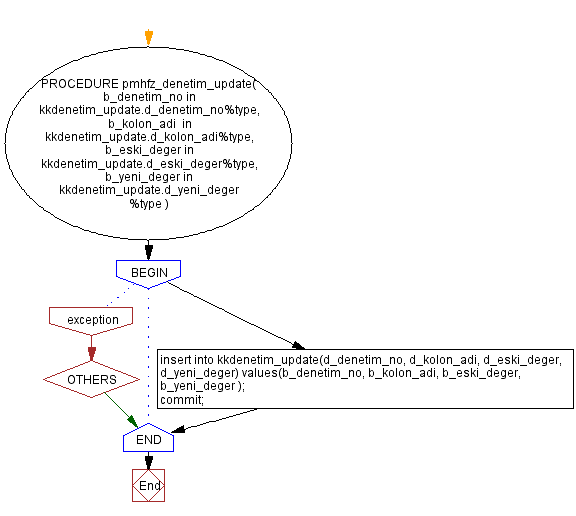 PROCEDURE pmhfz_denetim_update(
b_denetim_no in
kkdenetim_update.d_denetim_no%type,
b_kolon_adi  in
kkdenetim_update.d_kolon_adi%type,
b_eski_deger in
kkdenetim_update.d_eski_deger%type,
b_yeni_deger in
kkdenetim_update.d_yeni_deger
%type )
BEGIN
exception
OTHERS
insert into kkdenetim_update(d_denetim_no, d_kolon_adi, d_eski_deger,
d_yeni_deger) values(b_denetim_no, b_kolon_adi, b_eski_deger,
b_yeni_deger );
commit;
END
End